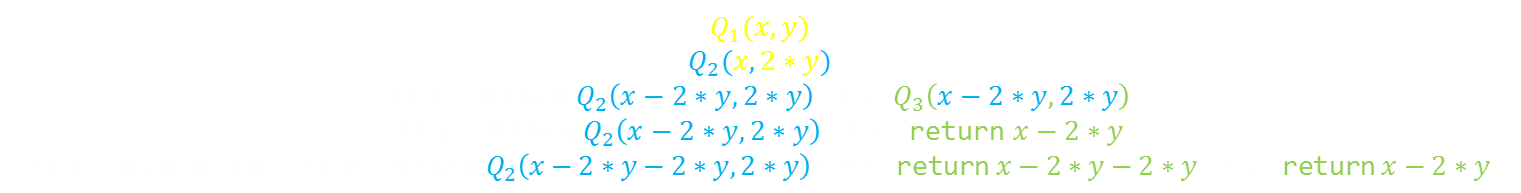 Q₁(x, y)
Q₂(x, 2 ∗ y)
Q₂(x − 2 ∗ y, 2 ∗ y) Q₃(x − 2 ∗ y, 2 ∗ y)
Q₂(x − 2 ∗ y, 2 ∗ y) return x − 2 ∗ y
Q₂(x − 2 ∗ y − 2 ∗ y, 2 ∗ y) return x − 2 ∗ y − 2 ∗ y return x − 2 ∗ y